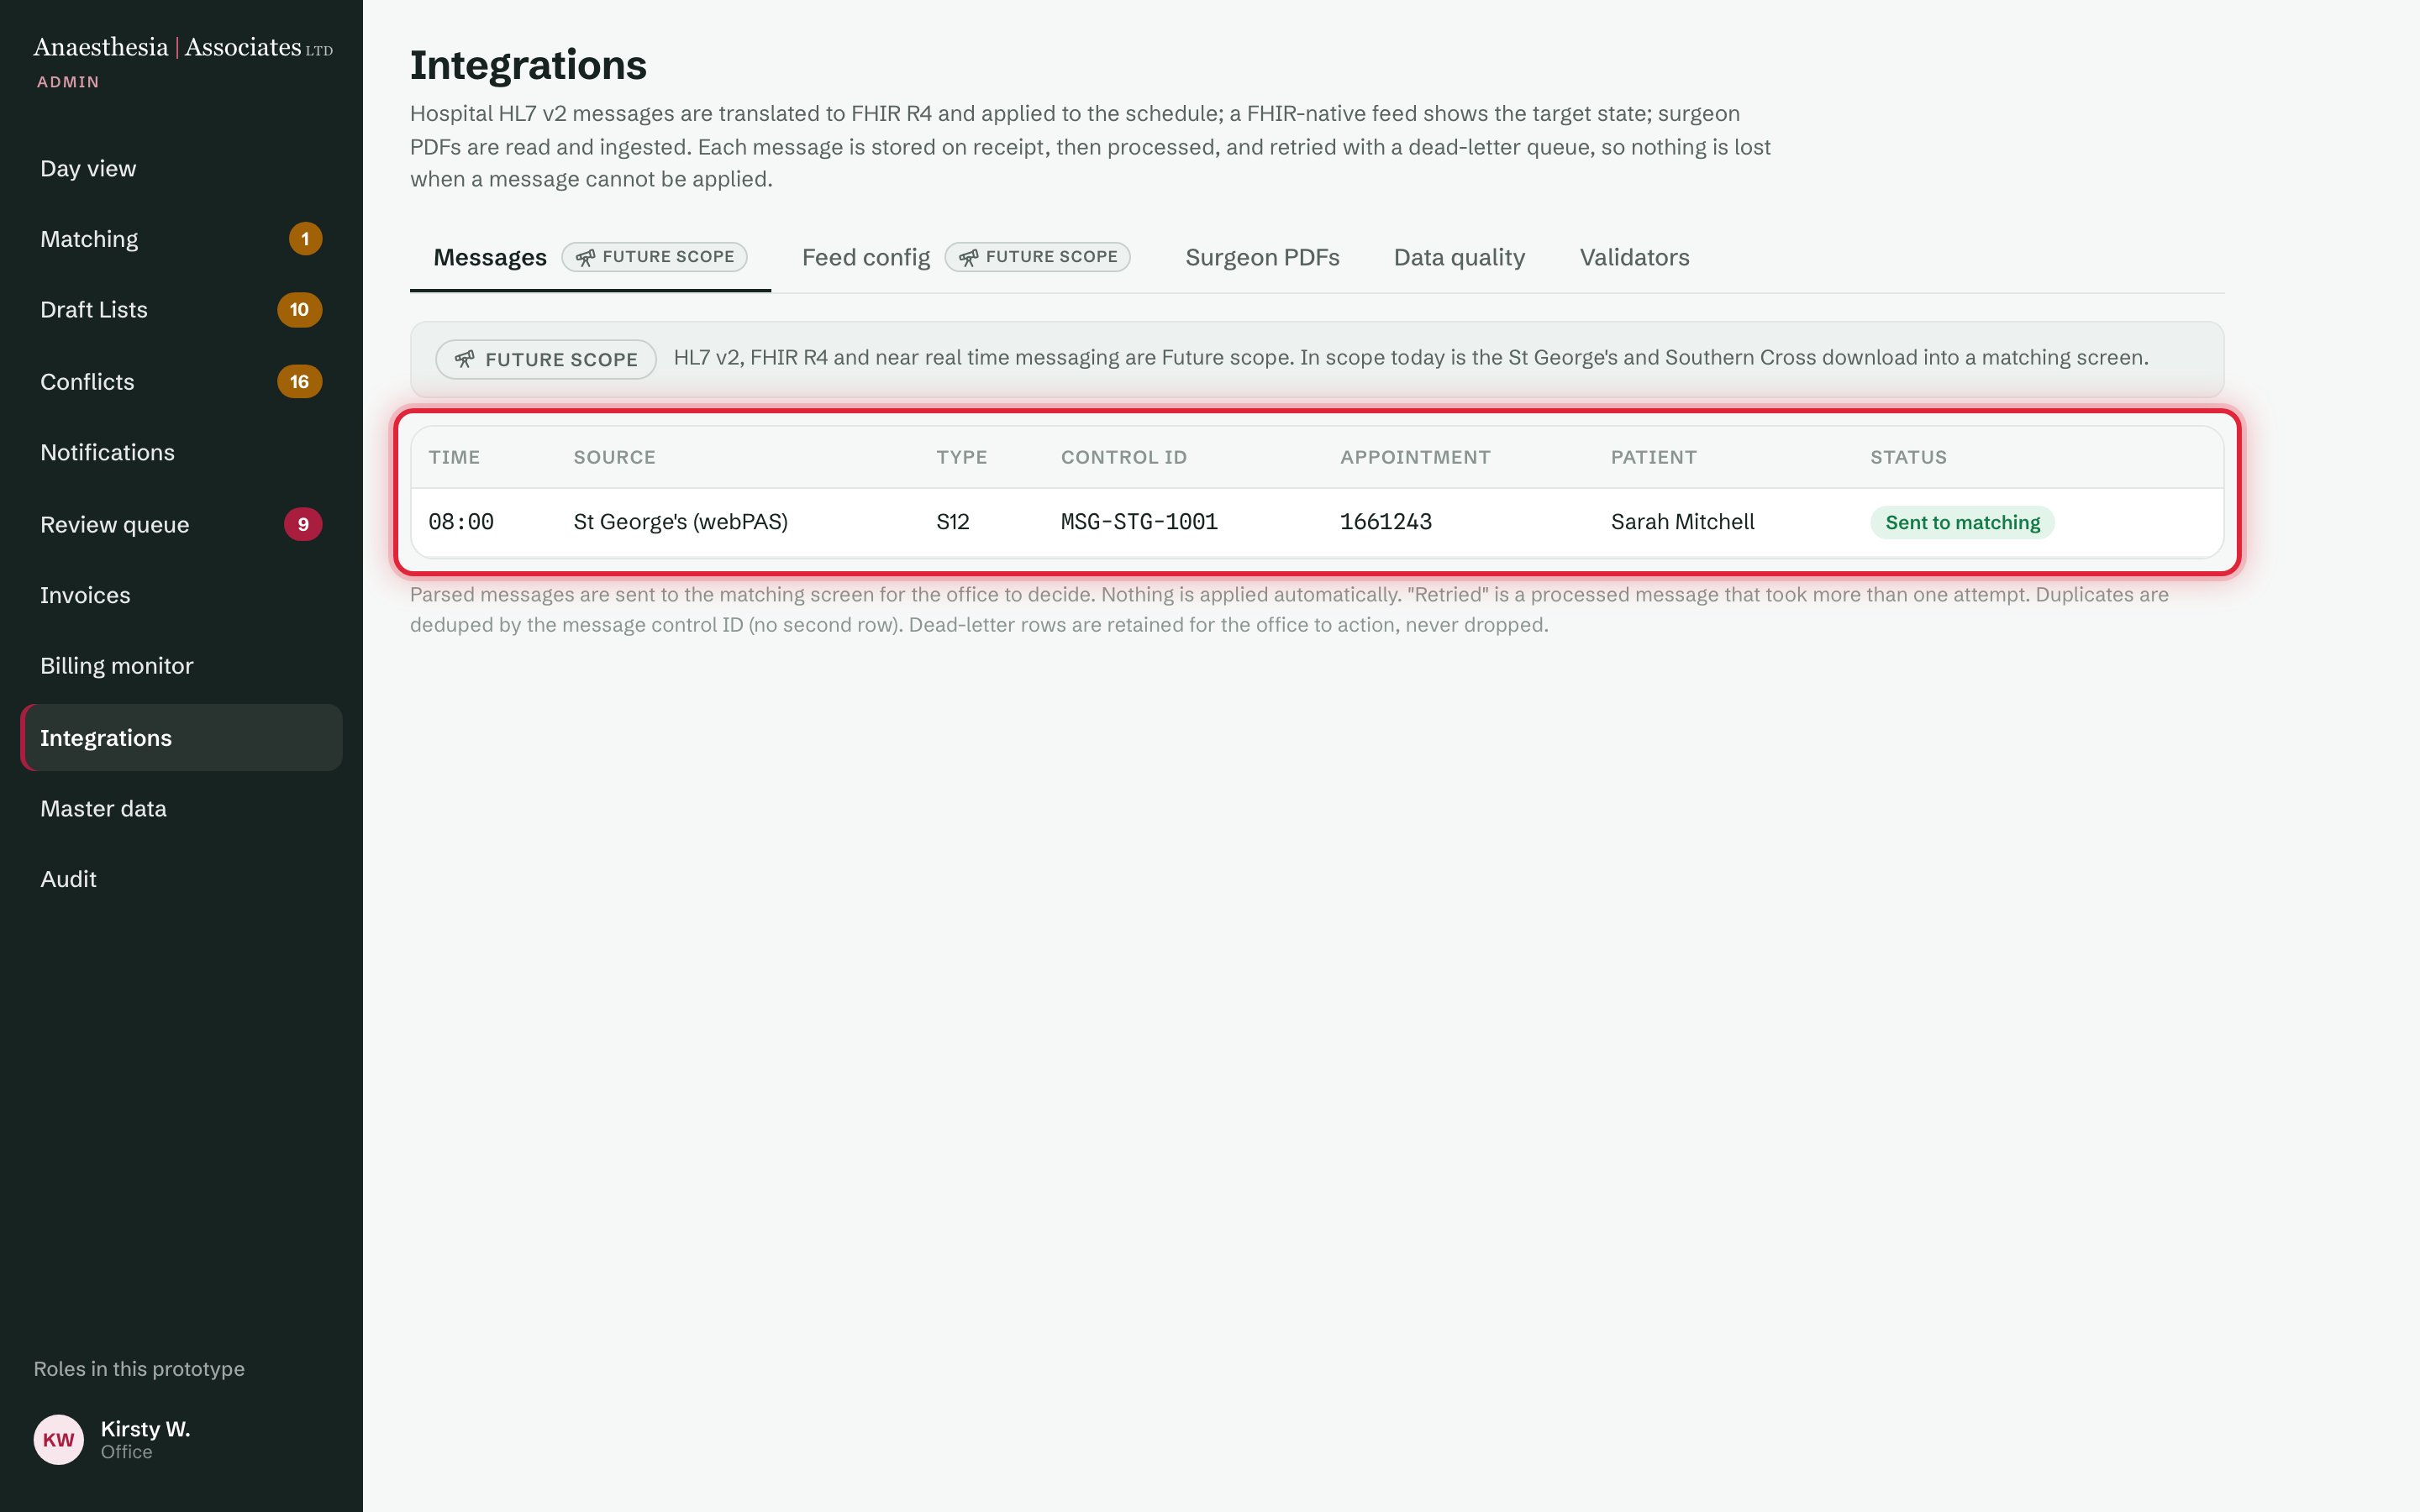 Anaesthesia | Associates LTD
ADMIN
Day view
Matching 1
Draft Lists 10
Conflicts 16
Notifications
Review queue 9
Invoices
Billing monitor
Integrations
Master data
Audit
Roles in this prototype
KW
Kirsty W.
Office
Integrations
Hospital HL7 v2 messages are translated to FHIR R4 and applied to the schedule; a FHIR-native feed shows the target state; surgeon
PDFs are read and ingested. Each message is stored on receipt, then processed, and retried with a dead-letter queue, so nothing is lost
when a message cannot be applied.
Messages FUTURE SCOPE Feed config FUTURE SCOPE Surgeon PDFs Data quality Validators
FUTURE SCOPE HL7 v2, FHIR R4 and near real time messaging are Future scope. In scope today is the St George's and Southern Cross download into a matching screen.
TIME SOURCE TYPE CONTROL ID APPOINTMENT PATIENT STATUS
08:00 St George's (webPAS) S12 MSG-STG-1001 1661243 Sarah Mitchell Sent to matching
Parsed messages are sent to the matching screen for the office to decide. Nothing is applied automatically. "Retried" is a processed message that took more than one attempt. Duplicates are
deduped by the message control ID (no second row). Dead-letter rows are retained for the office to action, never dropped.